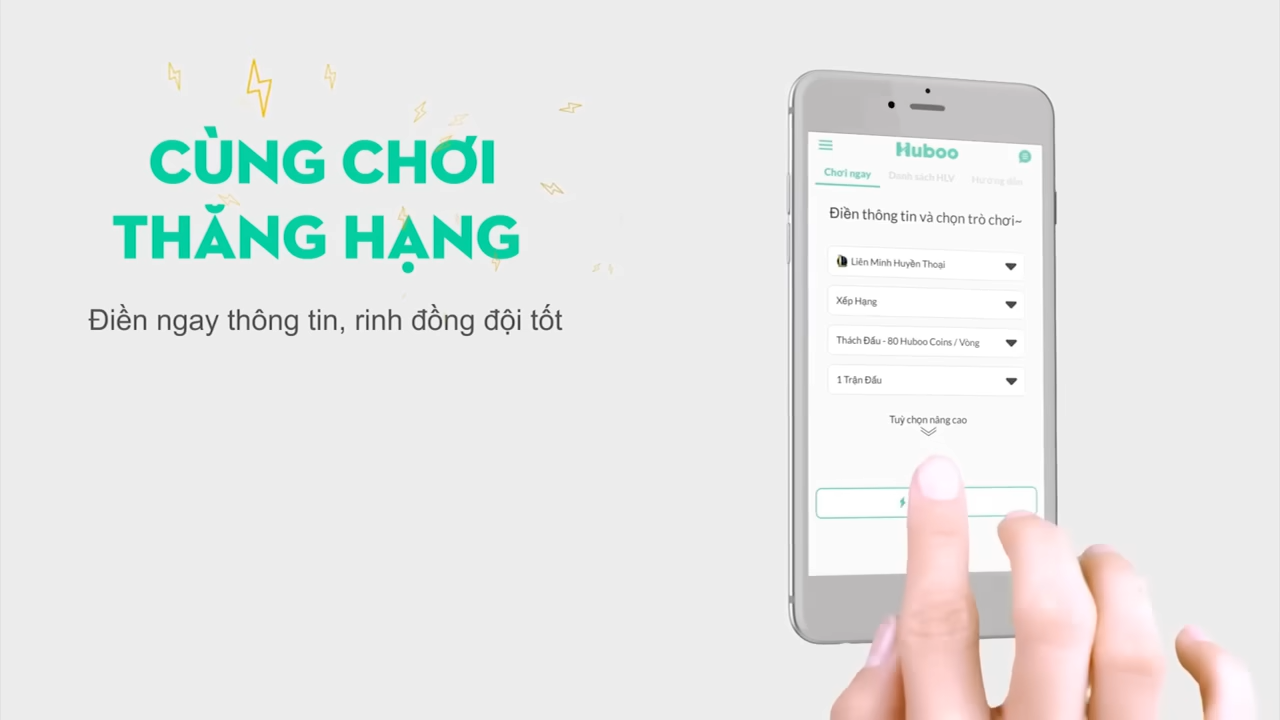 CÙNG CHƠI
THĂNG HẠNG
Điền ngay thông tin, rinh đồng đội tốt
Huboo
Chơi ngay
Danh sách HLV
Hướng dẫn
Điền thông tin và chọn trò chơi~
Liên Minh Huyền Thoại
Xếp Hạng
Thách Đấu - 80 Huboo Coins / Vòng
1 Trận Đấu
Tuỳ chọn nâng cao